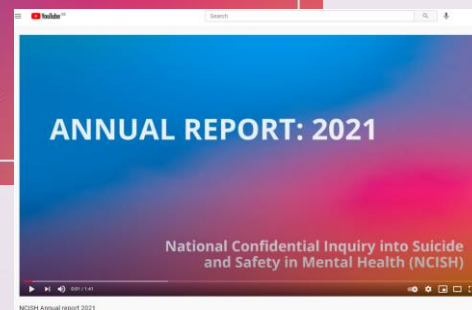 YouTube GB
Search
ANNUAL REPORT: 2021
National Confidential Inquiry into Suicide
and Safety in Mental Health (NCISH)
0:01 / 1:41
NCISH Annual report 2021